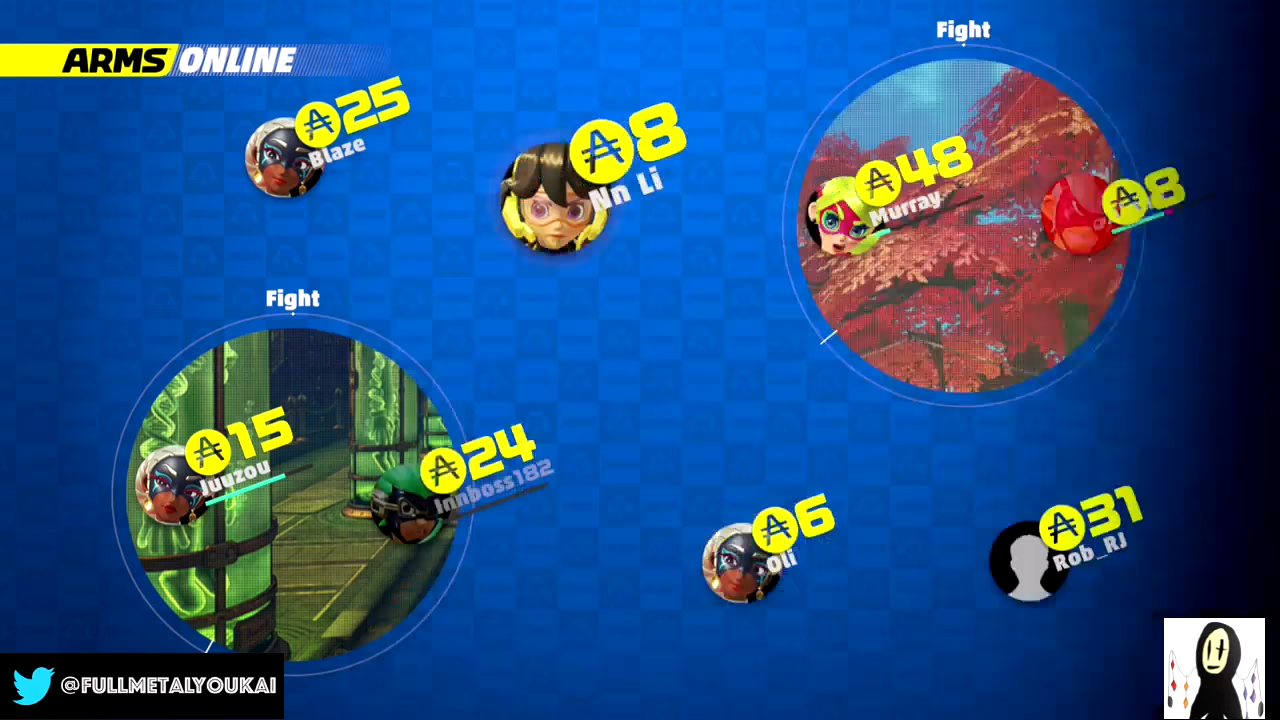 Fight
ARMS ONLINE
25
Blaze
8
Nn Li
48
Murray
8
Fight
15
Juuzou
24
Innboss182
6
Oli
31
Rob_RJ
@FULLMETALYOUKAI